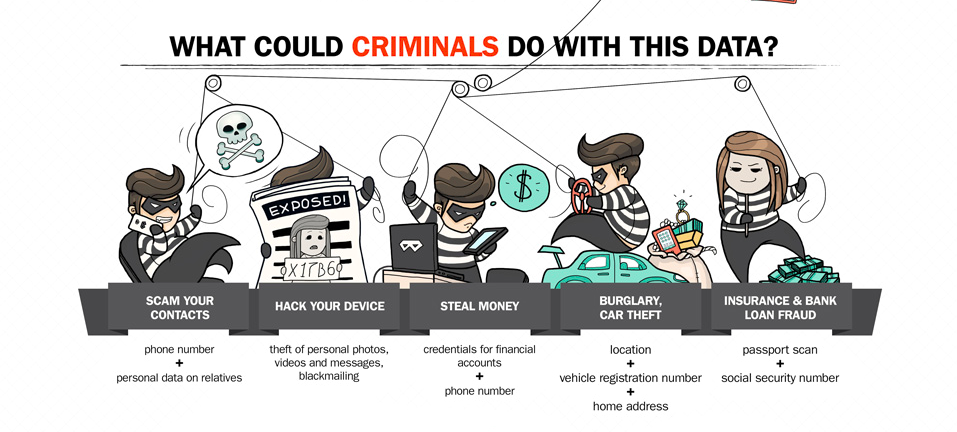 WHAT COULD CRIMINALS DO WITH THIS DATA?
$
EXPOSED!
0X17B60
SCAM YOUR
CONTACTS
HACK YOUR DEVICE
STEAL MONEY
BURGLARY,
CAR THEFT
INSURANCE & BANK
LOAN FRAUD
phone number
+
personal data on relatives
theft of personal photos,
videos and messages,
blackmailing
credentials for financial
accounts
+
phone number
location
+
vehicle registration number
+
home address
passport scan
+
social security number